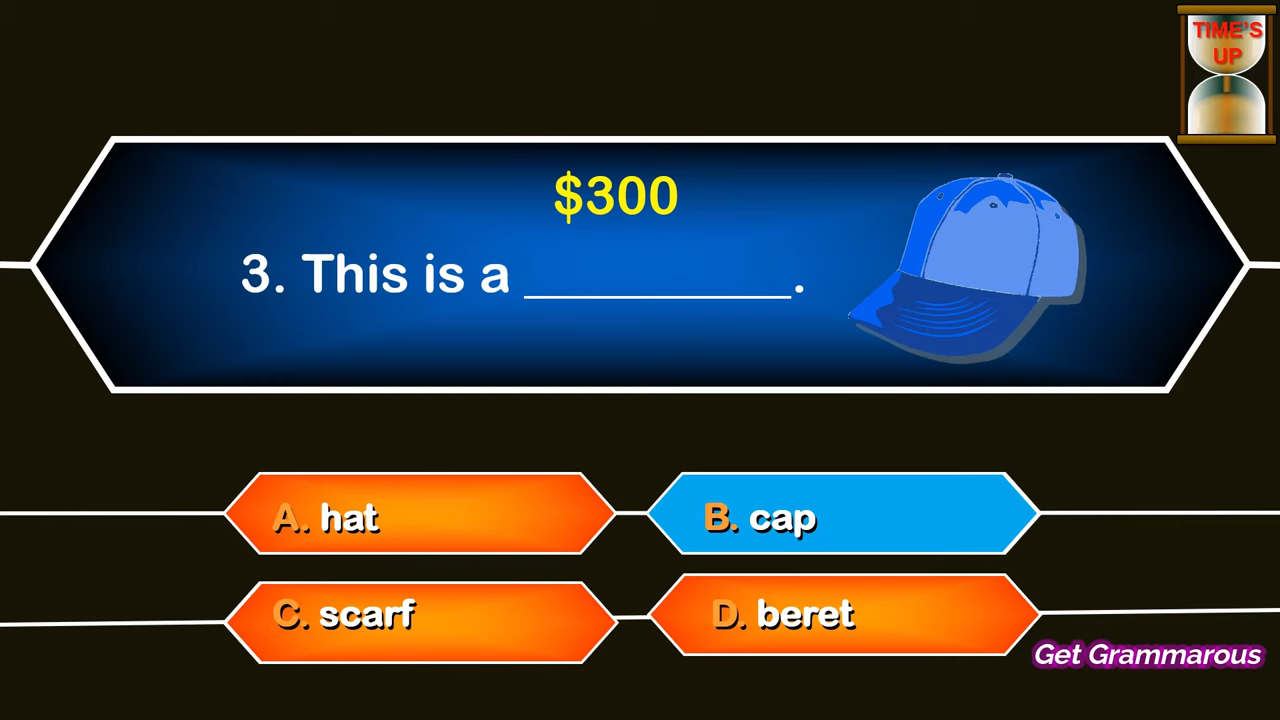 TIME'S
UP
$300
3. This is a ___________.
A. hat
B. cap
C. scarf
D. beret
Get Grammarous